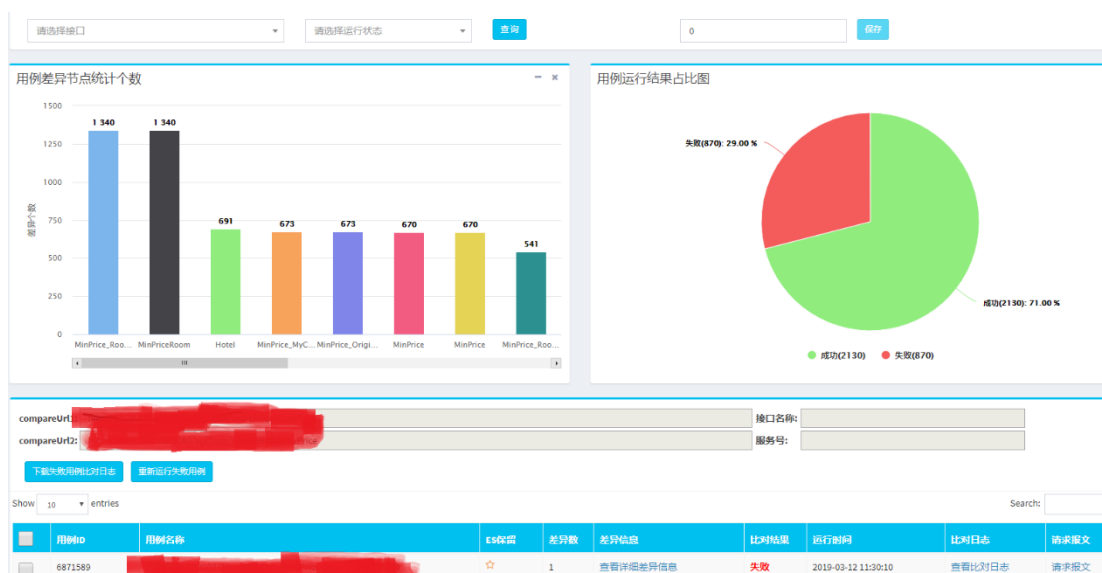 请选择接口 请选择运行状态 查询 0 保存
用例差异节点统计个数
1500
1250
1000
750
500
250
0
差异个数
1 340 1 340 691 673 673 670 670 541
MinPrice_Roo... MinPriceRoom Hotel MinPrice_MyC... MinPrice_Origi... MinPrice MinPrice MinPrice_Roo...
用例运行结果占比图
失败(870): 29.00 %
成功(2130): 71.00 %
成功(2130) 失败(870)
接口名称:
compareUrl2: 服务号:
下载失败用例比对日志 重新运行失败用例
Show 10 entries Search:
用例ID 用例名称 ES保留 差异数 差异信息 比对结果 运行时间 比对日志 请求报文
6871589 1 查看详细差异信息 失败 2019-03-12 11:30:10 查看比对日志 请求报文